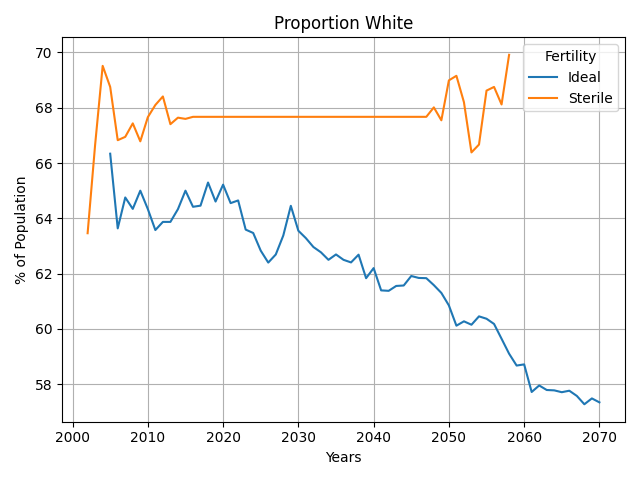 Proportion White
Fertility
Ideal
Sterile
% of Population
70
68
66
64
62
60
58
2000 2010 2020 2030 2040 2050 2060 2070
Years